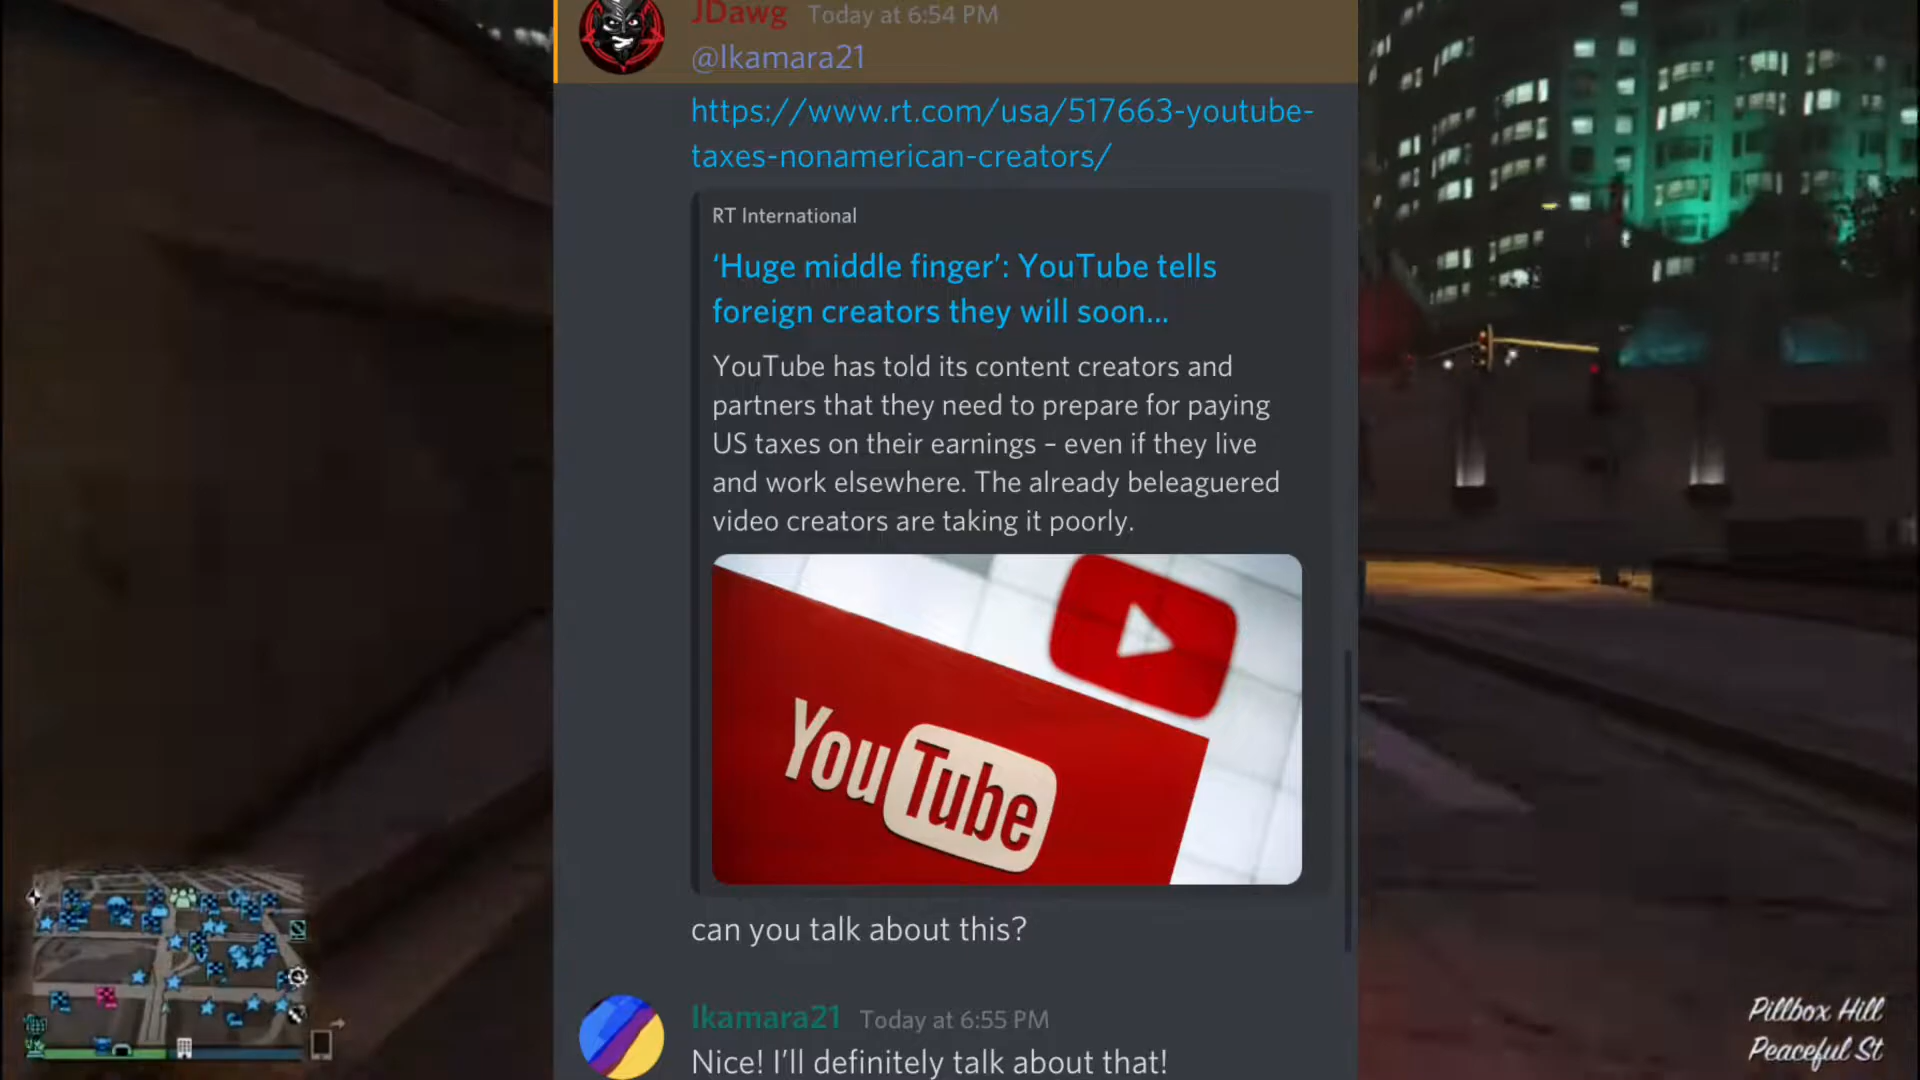 JDawg Today at 6:54 PM
@Ikamara21
https://www.rt.com/usa/517663-youtube-
taxes-nonamerican-creators/
RT International
‘Huge middle finger’: YouTube tells
foreign creators they will soon...
YouTube has told its content creators and
partners that they need to prepare for paying
US taxes on their earnings – even if they live
and work elsewhere. The already beleaguered
video creators are taking it poorly.
YouTube
can you talk about this?
Ikamara21 Today at 6:55 PM
Nice! I’ll definitely talk about that!
Pillbox Hill
Peaceful St